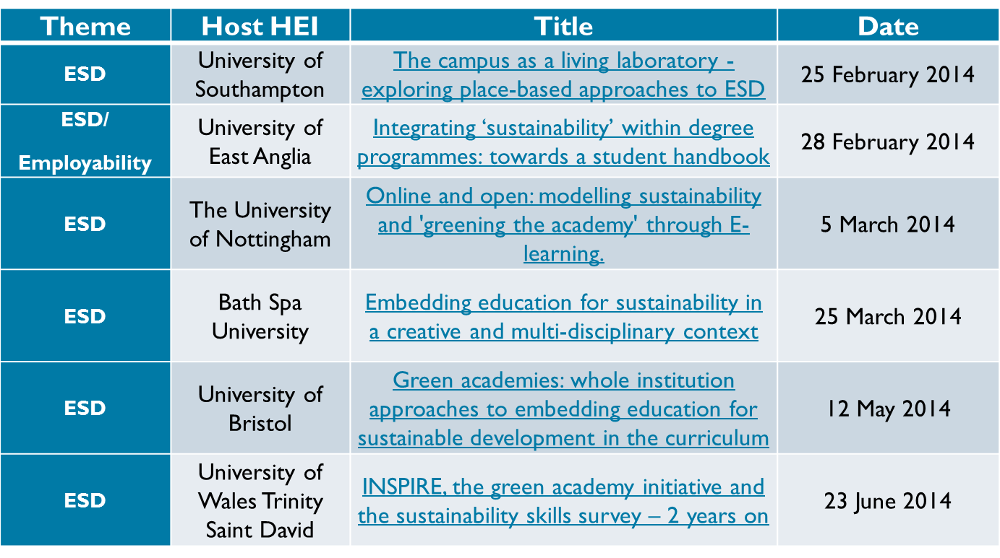 Theme Host HEI Title Date
ESD
University of
Southampton
The campus as a living laboratory -
exploring place-based approaches to ESD
25 February 2014
ESD/
Employability
University of
East Anglia
Integrating ‘sustainability’ within degree
programmes: towards a student handbook
28 February 2014
ESD
The University
of Nottingham
Online and open: modelling sustainability
and 'greening the academy' through E-
learning.
5 March 2014
ESD
Bath Spa
University
Embedding education for sustainability in
a creative and multi-disciplinary context
25 March 2014
ESD
University of
Bristol
Green academies: whole institution
approaches to embedding education for
sustainable development in the curriculum
12 May 2014
ESD
University of
Wales Trinity
Saint David
INSPIRE, the green academy initiative and
the sustainability skills survey – 2 years on
23 June 2014